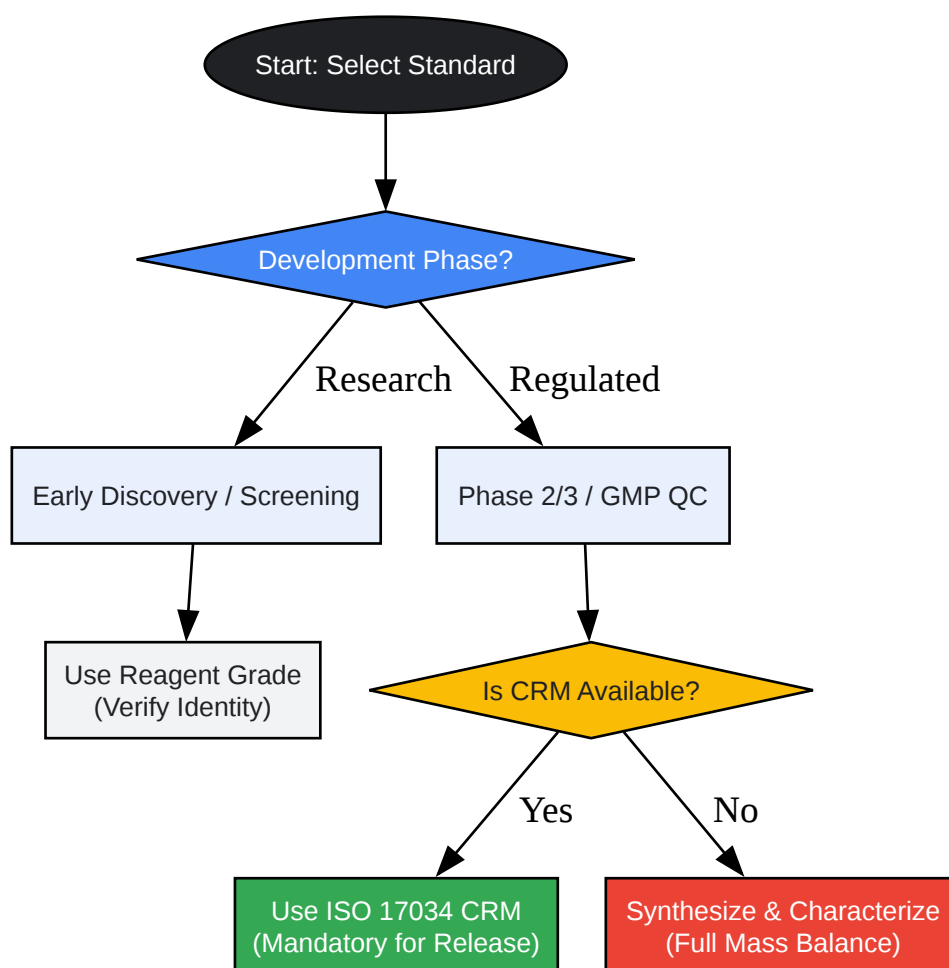 Start: Select Standard
Development Phase?
Research
Regulated
Early Discovery / Screening
Phase 2/3 / GMP QC
Use Reagent Grade
(Verify Identity)
Is CRM Available?
Yes
No
Use ISO 17034 CRM
(Mandatory for Release)
Synthesize & Characterize
(Full Mass Balance)